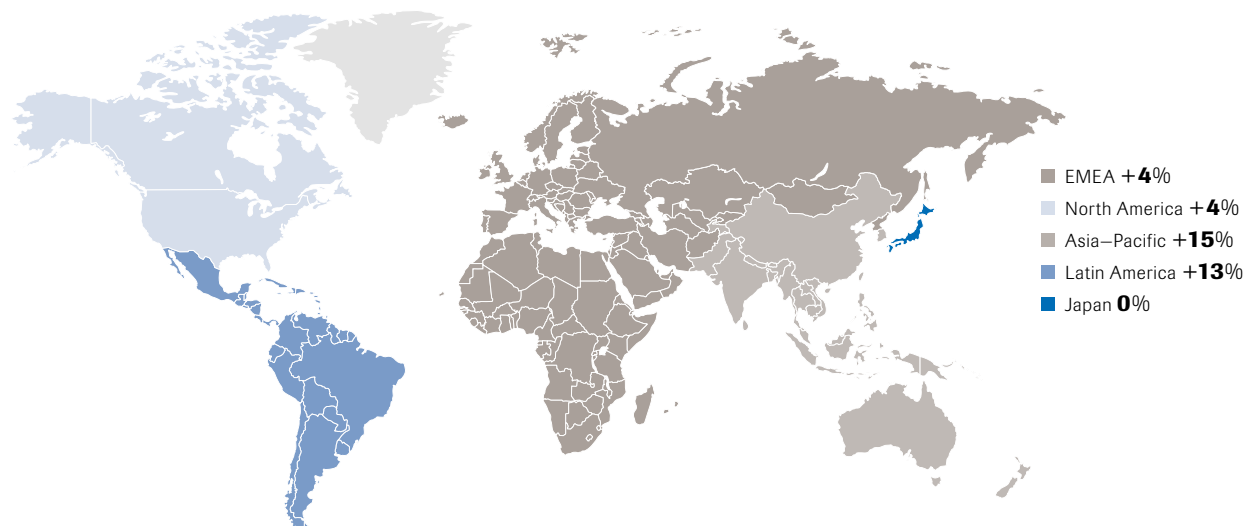 EMEA +4%
North America +4%
Asia–Pacific +15%
Latin America +13%
Japan 0%